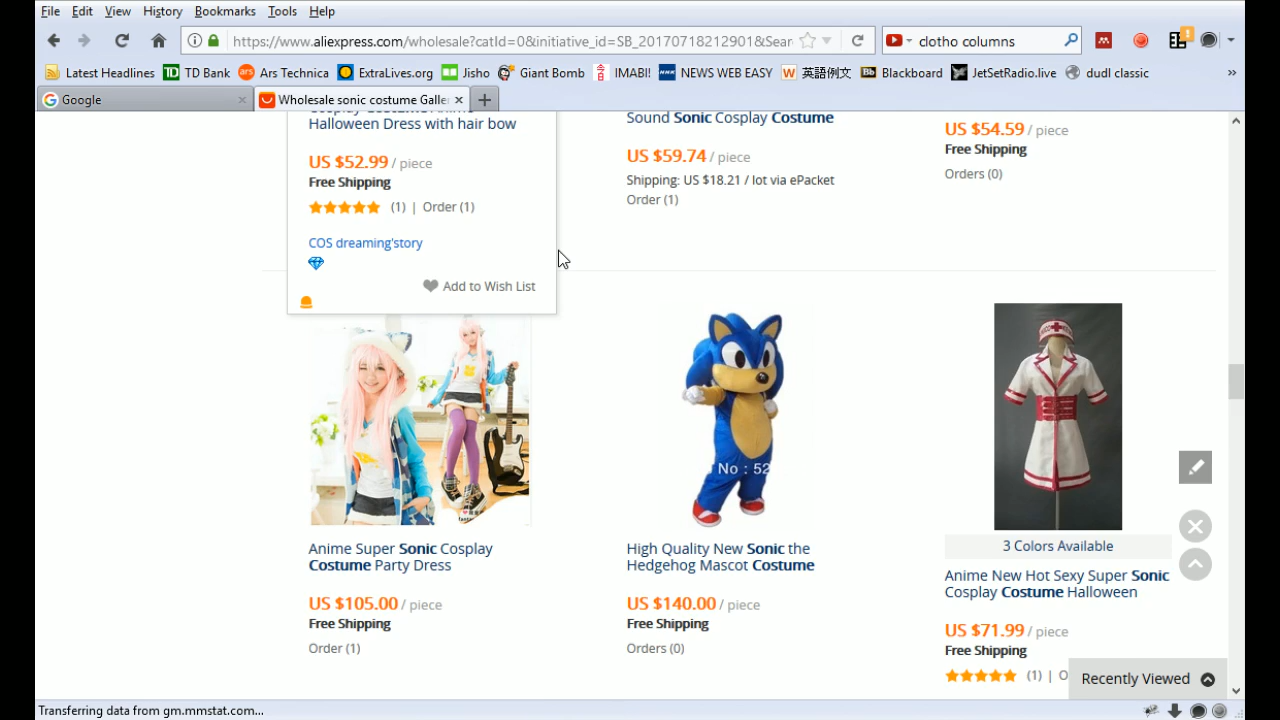 File Edit View History Bookmarks Tools Help
https://www.aliexpress.com/wholesale?catId=0&initiative_id=SB_20170718212901&Sear
clotho columns
1
Latest Headlines TD Bank Ars Technica ExtraLives.org Jisho Giant Bomb IMABI! NEWS WEB EASY 英語例文 Blackboard JetSetRadio.live dudl classic
Google
Wholesale sonic costume Galle
Halloween Dress with hair bow
US $52.99 / piece
Free Shipping
(1) | Order (1)
COS dreaming'story
Add to Wish List
Sound Sonic Cosplay Costume
US $59.74 / piece
Shipping: US $18.21 / lot via ePacket
Order (1)
US $54.59 / piece
Free Shipping
Orders (0)
Anime Super Sonic Cosplay
Costume Party Dress
US $105.00 / piece
Free Shipping
Order (1)
No : 52
High Quality New Sonic the
Hedgehog Mascot Costume
US $140.00 / piece
Free Shipping
Orders (0)
3 Colors Available
Anime New Hot Sexy Super Sonic
Cosplay Costume Halloween
US $71.99 / piece
Free Shipping
(1) | O
Recently Viewed
Transferring data from gm.mmstat.com...